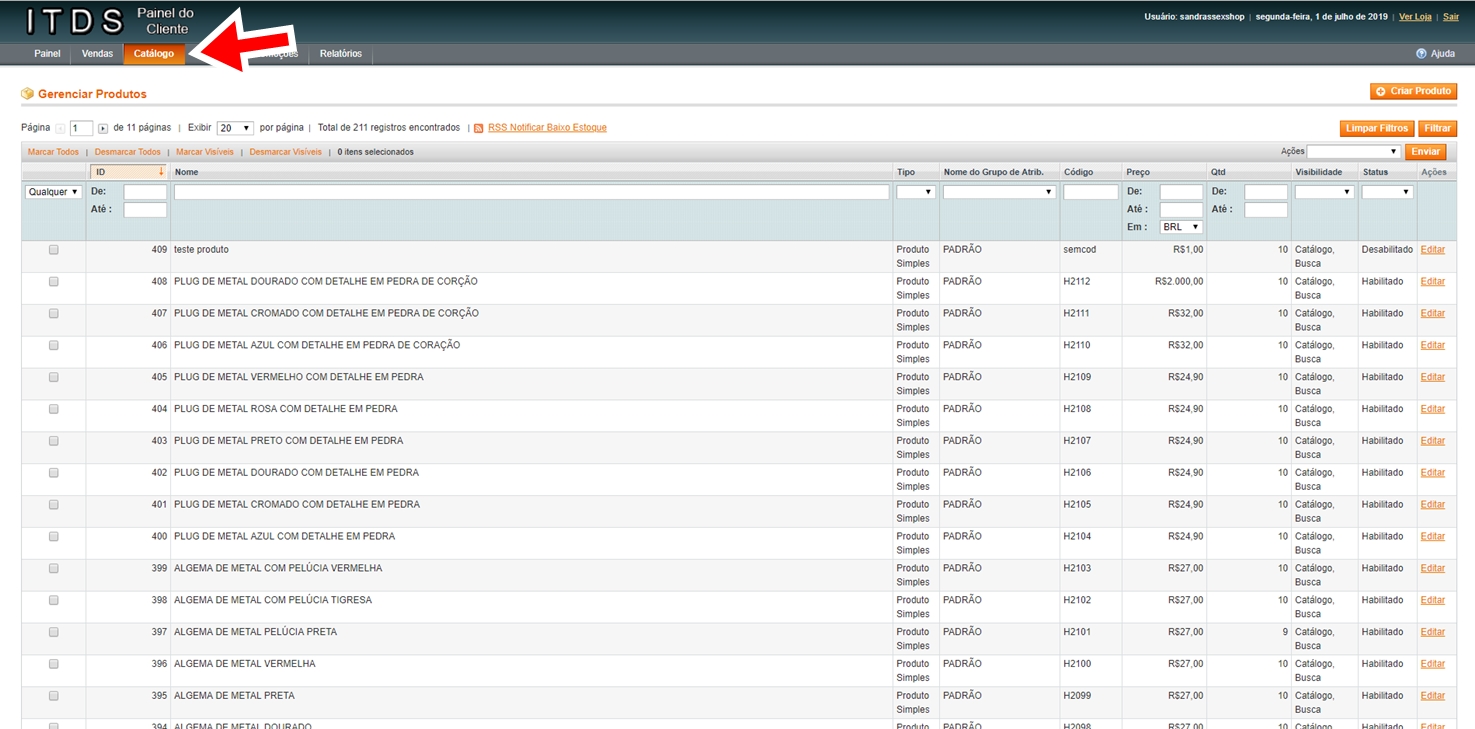 ITDS Painel do
Cliente
Usuário: sandrassexshop | segunda-feira, 1 de julho de 2019 | Ver Loja | Sair
Painel Vendas Catálogo Relatórios Ajuda
Gerenciar Produtos Criar Produto
Página 1 de 11 páginas | Exibir 20 por página | Total de 211 registros encontrados | RSS Notificar Baixo Estoque Limpar Filtros Filtrar
Marcar Todos | Desmarcar Todos | Marcar Visíveis | Desmarcar Visíveis | 0 itens selecionados Ações Enviar
ID Nome Tipo Nome do Grupo de Atrib. Código Preço Qtd Visibilidade Status Ações
Qualquer De: De: De:
Até : Até : Até :
Em : BRL
409 teste produto Produto PADRÃO semcod R$1,00 10 Catálogo, Desabilitado Editar
Simples Busca
408 PLUG DE METAL DOURADO COM DETALHE EM PEDRA DE CORÇÃO Produto PADRÃO H2112 R$2.000,00 10 Catálogo, Habilitado Editar
Simples Busca
407 PLUG DE METAL CROMADO COM DETALHE EM PEDRA DE CORÇÃO Produto PADRÃO H2111 R$32,00 10 Catálogo, Habilitado Editar
Simples Busca
406 PLUG DE METAL AZUL COM DETALHE EM PEDRA DE CORAÇÃO Produto PADRÃO H2110 R$32,00 10 Catálogo, Habilitado Editar
Simples Busca
405 PLUG DE METAL VERMELHO COM DETALHE EM PEDRA Produto PADRÃO H2109 R$24,90 10 Catálogo, Habilitado Editar
Simples Busca
404 PLUG DE METAL ROSA COM DETALHE EM PEDRA Produto PADRÃO H2108 R$24,90 10 Catálogo, Habilitado Editar
Simples Busca
403 PLUG DE METAL PRETO COM DETALHE EM PEDRA Produto PADRÃO H2107 R$24,90 10 Catálogo, Habilitado Editar
Simples Busca
402 PLUG DE METAL DOURADO COM DETALHE EM PEDRA Produto PADRÃO H2106 R$24,90 10 Catálogo, Habilitado Editar
Simples Busca
401 PLUG DE METAL CROMADO COM DETALHE EM PEDRA Produto PADRÃO H2105 R$24,90 10 Catálogo, Habilitado Editar
Simples Busca
400 PLUG DE METAL AZUL COM DETALHE EM PEDRA Produto PADRÃO H2104 R$24,90 10 Catálogo, Habilitado Editar
Simples Busca
399 ALGEMA DE METAL COM PELÚCIA VERMELHA Produto PADRÃO H2103 R$27,00 10 Catálogo, Habilitado Editar
Simples Busca
398 ALGEMA DE METAL COM PELÚCIA TIGRESA Produto PADRÃO H2102 R$27,00 10 Catálogo, Habilitado Editar
Simples Busca
397 ALGEMA DE METAL PELÚCIA PRETA Produto PADRÃO H2101 R$27,00 9 Catálogo, Habilitado Editar
Simples Busca
396 ALGEMA DE METAL VERMELHA Produto PADRÃO H2100 R$27,00 10 Catálogo, Habilitado Editar
Simples Busca
395 ALGEMA DE METAL PRETA Produto PADRÃO H2099 R$27,00 10 Catálogo, Habilitado Editar
Simples Busca
394 ALGEMA DE METAL DOURADO Produto PADRÃO H2098 R$27,00 10 Catálogo, Habilitado Editar